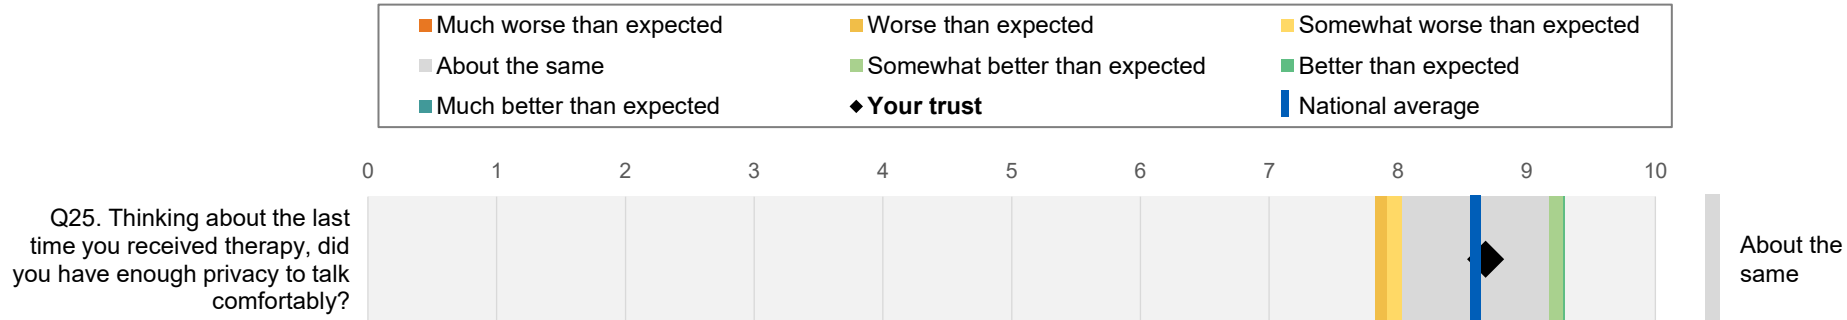 Much worse than expected
Worse than expected
Somewhat worse than expected
About the same
Somewhat better than expected
Better than expected
Much better than expected
Your trust
National average
0 1 2 3 4 5 6 7 8 9 10
Q25. Thinking about the last
time you received therapy, did
you have enough privacy to talk
comfortably?
About the
same